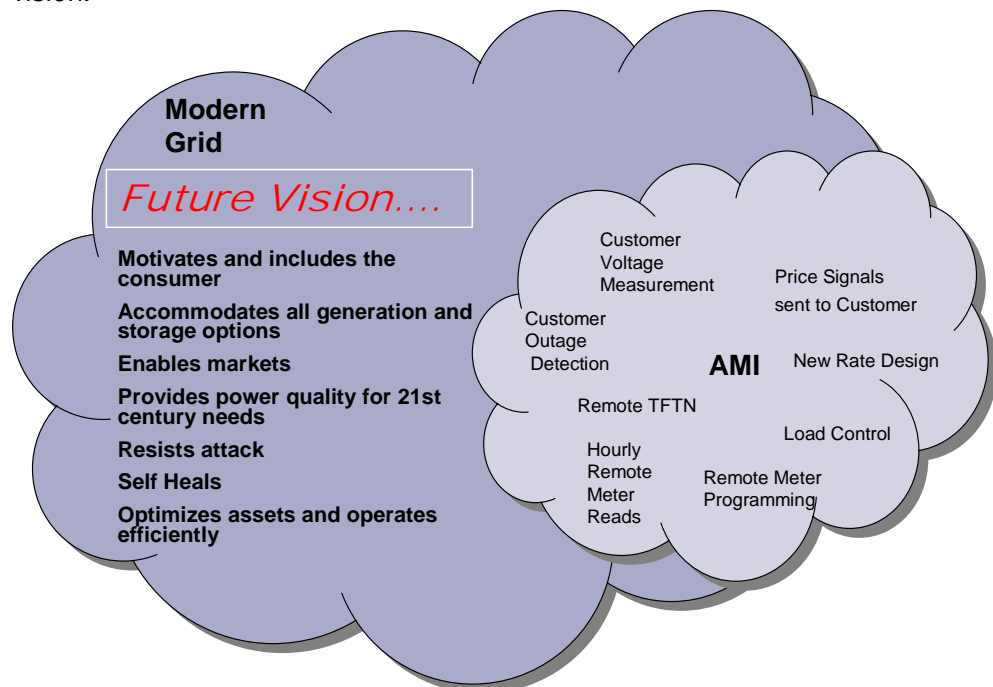 vision.
Modern
Grid
Future Vision....
Motivates and includes the
consumer
Accommodates all generation and
storage options
Enables markets
Provides power quality for 21st
century needs
Resists attack
Self Heals
Optimizes assets and operates
efficiently
Customer
Voltage
Measurement
Price Signals
sent to Customer
Customer
Outage
Detection
AMI
New Rate Design
Remote TFTN
Load Control
Hourly
Remote
Meter
Reads
Remote Meter
Programming